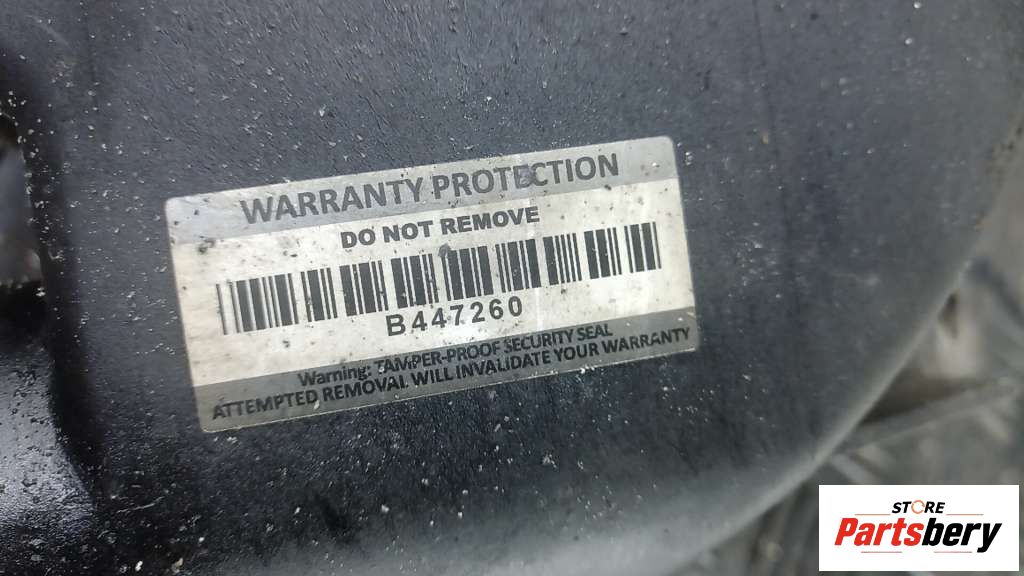 WARRANTY PROTECTION
DO NOT REMOVE
B447260
Warning: TAMPER-PROOF SECURITY SEAL
ATTEMPTED REMOVAL WILL INVALIDATE YOUR WARRANTY
STORE
Partsbery